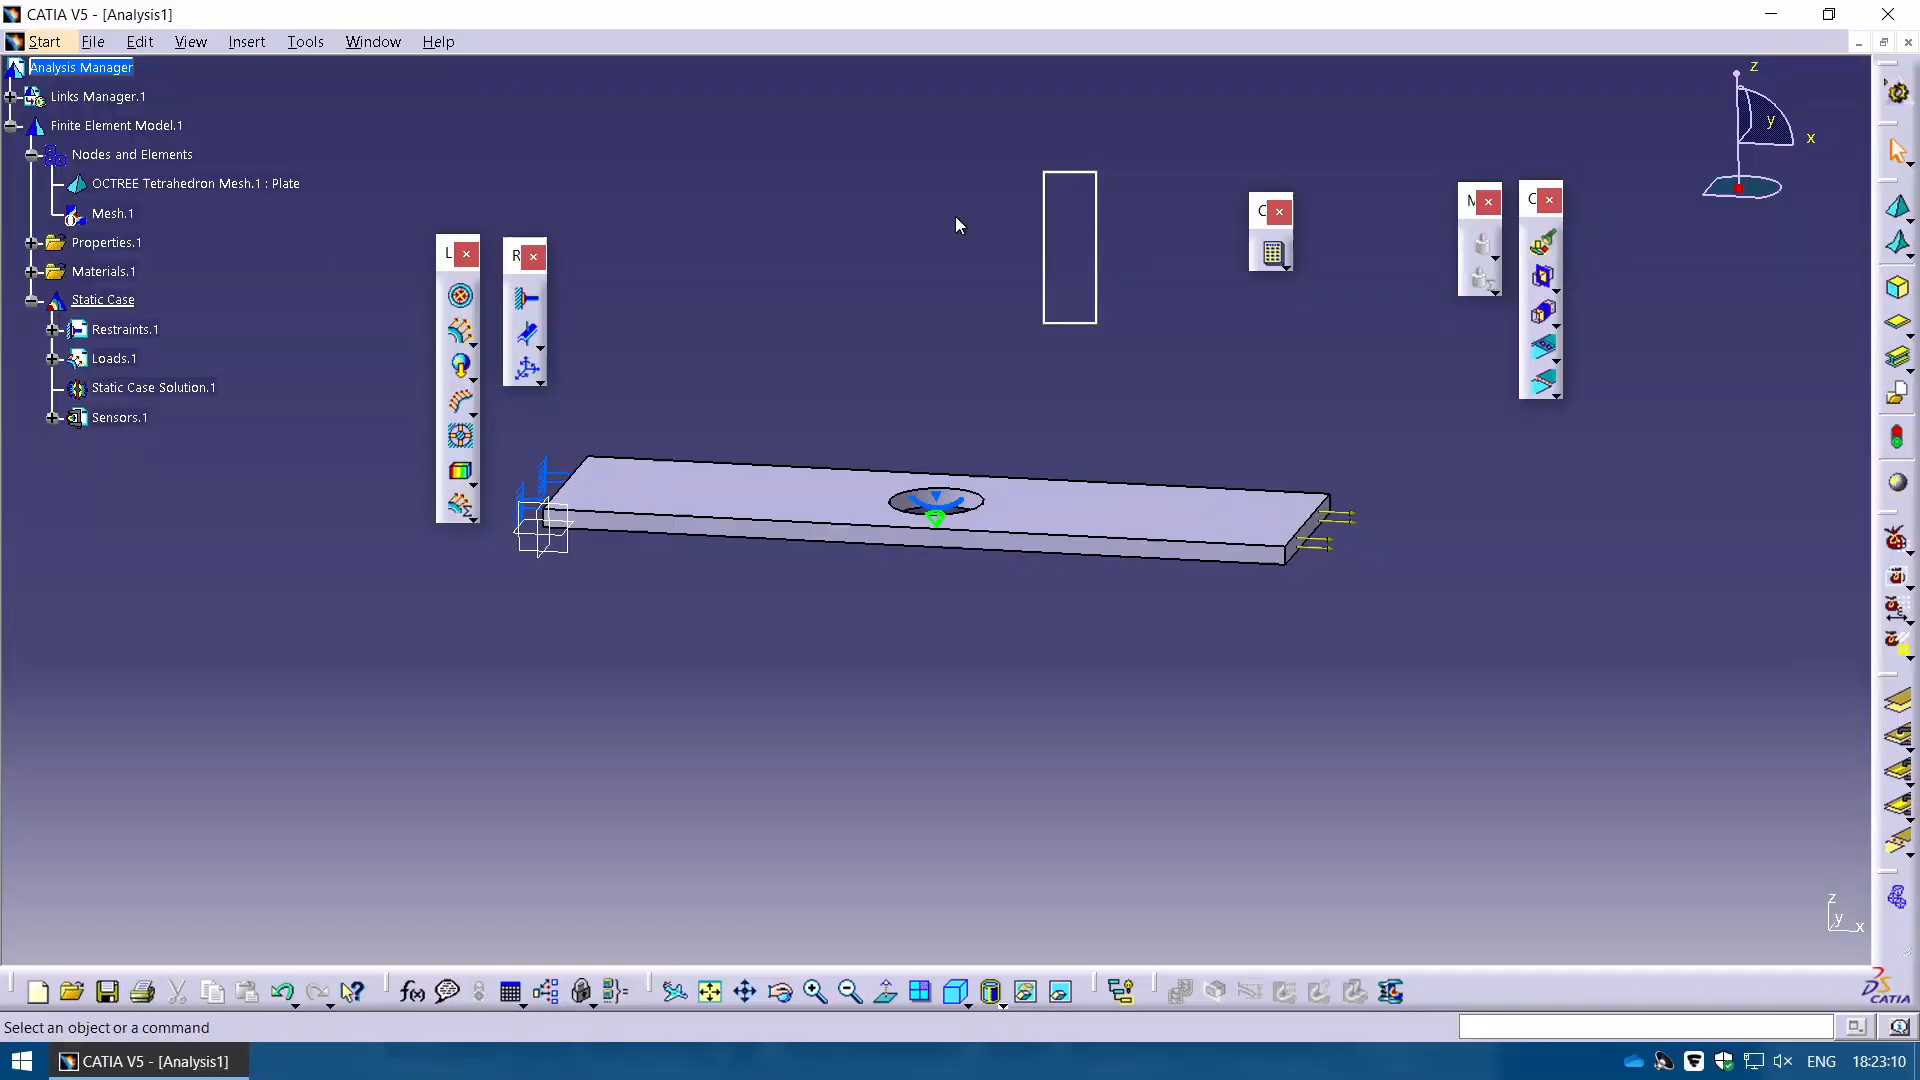 CATIA V5 - [Analysis1]
Start File Edit View Insert Tools Window Help
Analysis Manager
Links Manager.1
Finite Element Model.1
Nodes and Elements
OCTREE Tetrahedron Mesh.1 : Plate
Mesh.1
Properties.1
Materials.1
Static Case
Restraints.1
Loads.1
Static Case Solution.1
Sensors.1
L
R
C
M
C
z
y
x
z
y
x
f(x)
CATIA
Select an object or a command
CATIA V5 - [Analysis1]
ENG
18:23:10